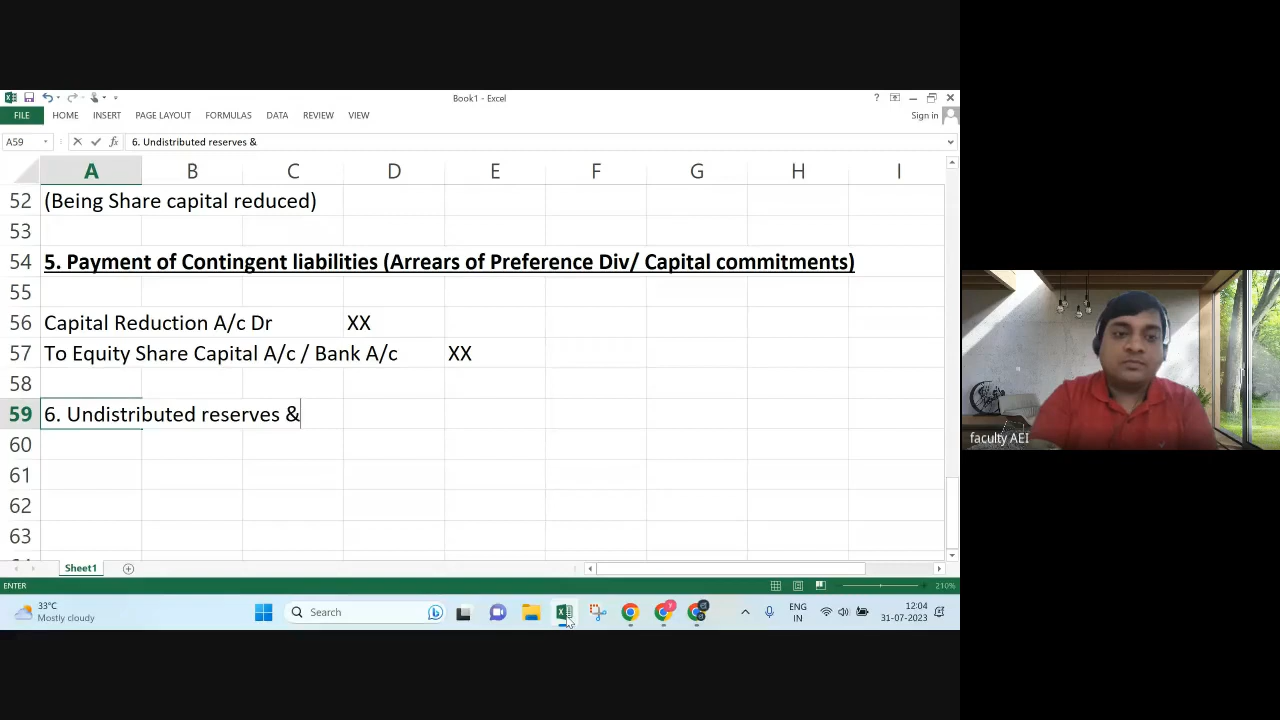 Book1 - Excel
?
FILE HOME INSERT PAGE LAYOUT FORMULAS DATA REVIEW VIEW Sign in
A59 fx 6. Undistributed reserves &
A B C D E F G H I
52 (Being Share capital reduced)
53
54 5. Payment of Contingent liabilities (Arrears of Preference Div/ Capital commitments)
55
56 Capital Reduction A/c Dr XX
57 To Equity Share Capital A/c / Bank A/c XX
58
59 6. Undistributed reserves &
60
61
62
63
Sheet1
ENTER 210%
33°C
Mostly cloudy
Search
7
ENG
IN
12:04
31-07-2023
faculty AEI